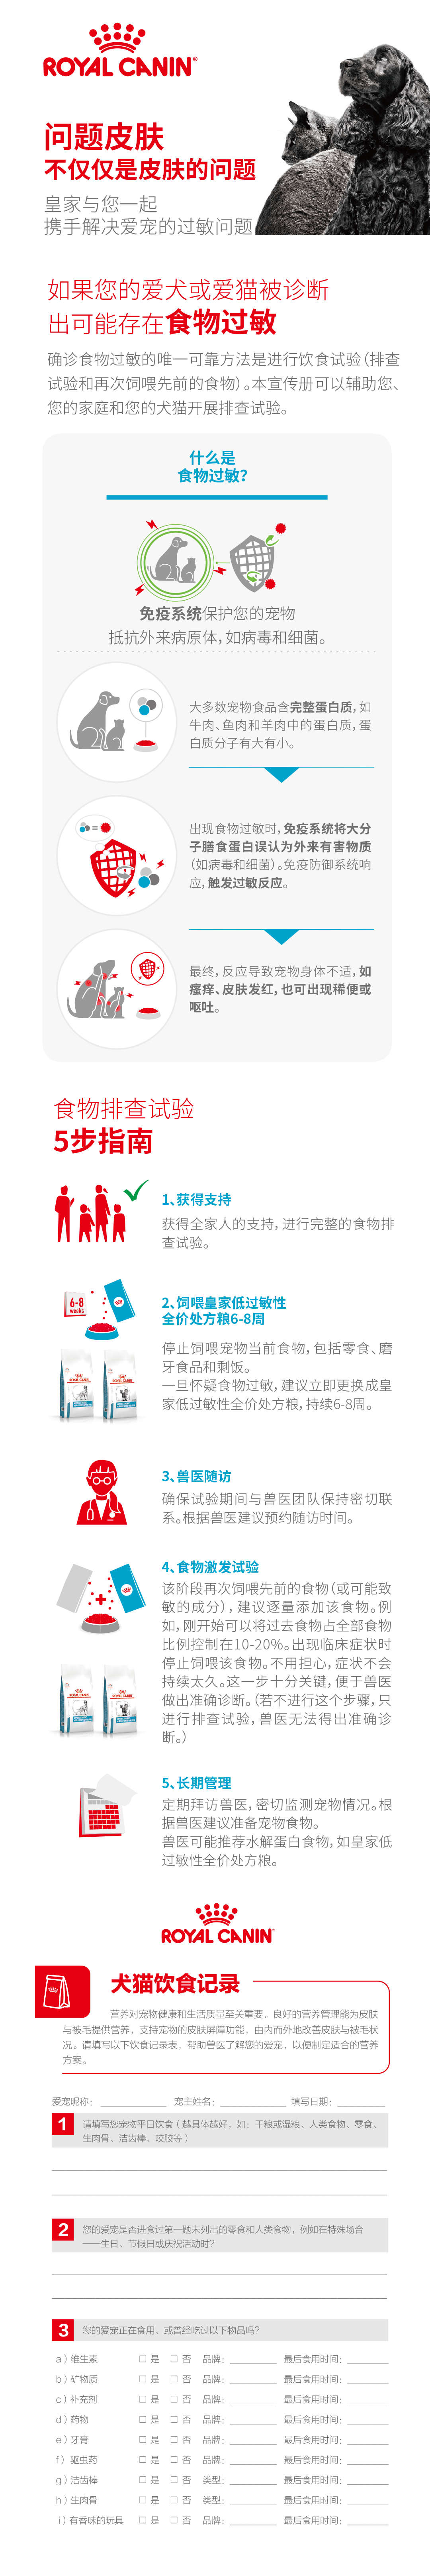 ROYAL CANIN®
问题皮肤
不仅仅是皮肤的问题
皇家与您一起
携手解决爱宠的过敏问题
如果您的爱犬或爱猫被诊断
出可能存在食物过敏
确诊食物过敏的唯一可靠方法是进行饮食试验(排查
试验和再次饲喂先前的食物)。本宣传册可以辅助您、
您的家庭和您的犬猫开展排查试验。
什么是
食物过敏?
免疫系统保护您的宠物
抵抗外来病原体,如病毒和细菌。
大多数宠物食品含完整蛋白质,如
牛肉、鱼肉和羊肉中的蛋白质,蛋
白质分子有大有小。
出现食物过敏时,免疫系统将大分
子膳食蛋白误认为外来有害物质
(如病毒和细菌)。免疫防御系统响
应,触发过敏反应。
最终,反应导致宠物身体不适,如
瘙痒、皮肤发红,也可出现稀便或
呕吐。
食物排查试验
5步指南
1、获得支持
获得全家人的支持,进行完整的食物排
查试验。
6-8
weeks
2、饲喂皇家低过敏性
全价处方粮6-8周
停止饲喂宠物当前食物,包括零食、磨
牙食品和剩饭。
一旦怀疑食物过敏,建议立即更换成皇
家低过敏性全价处方粮,持续6-8周。
ROYAL CANIN
ROYAL CANIN
3、兽医随访
确保试验期间与兽医团队保持密切联
系。根据兽医建议预约随访时间。
4、食物激发试验
该阶段再次饲喂先前的食物(或可能致
敏的成分),建议逐量添加该食物。例
如,刚开始可以将过去食物占全部食物
比例控制在10-20%。出现临床症状时
停止饲喂该食物。不用担心,症状不会
持续太久。这一步十分关键,便于兽医
做出准确诊断。(若不进行这个步骤,只
进行排查试验,兽医无法得出准确诊
断。)
ROYAL CANIN
ROYAL CANIN
5、长期管理
定期拜访兽医,密切监测宠物情况。根
据兽医建议准备宠物食物。
兽医可能推荐水解蛋白食物,如皇家低
过敏性全价处方粮。
ROYAL CANIN
犬猫饮食记录
营养对宠物健康和生活质量至关重要。良好的营养管理能为皮肤
与被毛提供营养,支持宠物的皮肤屏障功能,由内而外地改善皮肤与被毛状
况。请填写以下饮食记录表,帮助兽医了解您的爱宠,以便制定适合的营养
方案。
爱宠昵称: 宠主姓名: 填写日期:
1 请填写您宠物平日饮食(越具体越好,如:干粮或湿粮、人类食物、零食、
生肉骨、洁齿棒、咬胶等)
2 您的爱宠是否进食过第一题未列出的零食和人类食物,例如在特殊场合
——生日、节假日或庆祝活动时?
3 您的爱宠正在食用、或曾经吃过以下物品吗?
a)维生素 □ 是 □ 否 品牌: 最后食用时间:
b)矿物质 □ 是 □ 否 品牌: 最后食用时间:
c)补充剂 □ 是 □ 否 品牌: 最后食用时间:
d)药物 □ 是 □ 否 品牌: 最后食用时间:
e)牙膏 □ 是 □ 否 品牌: 最后食用时间:
f)驱虫药 □ 是 □ 否 品牌: 最后食用时间:
g)洁齿棒 □ 是 □ 否 类型: 最后食用时间:
h)生肉骨 □ 是 □ 否 类型: 最后食用时间:
i)有香味的玩具 □ 是 □ 否 品牌: 最后食用时间: